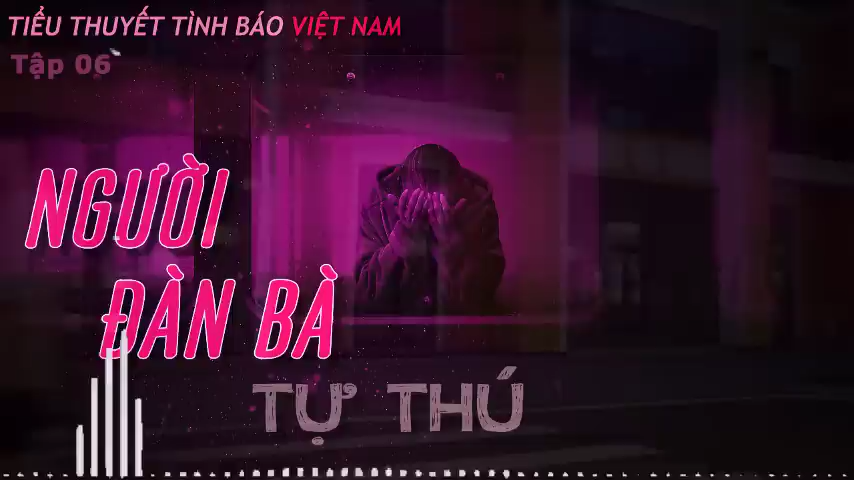 TIỂU THUYẾT TÌNH BÁO VIỆT NAM
Tập 06
NGƯỜI
ĐÀN BÀ
TỰ THÚ